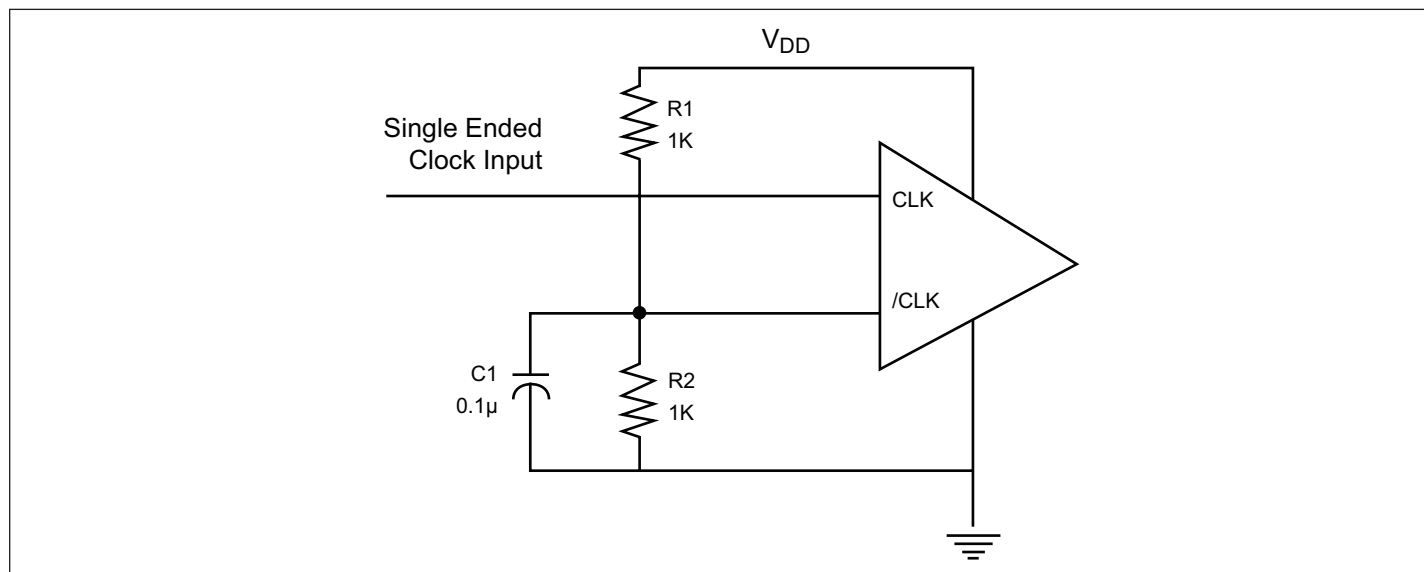 V_DD
R1
1K
Single Ended
Clock Input
CLK
/CLK
C1
0.1µ
R2
1K